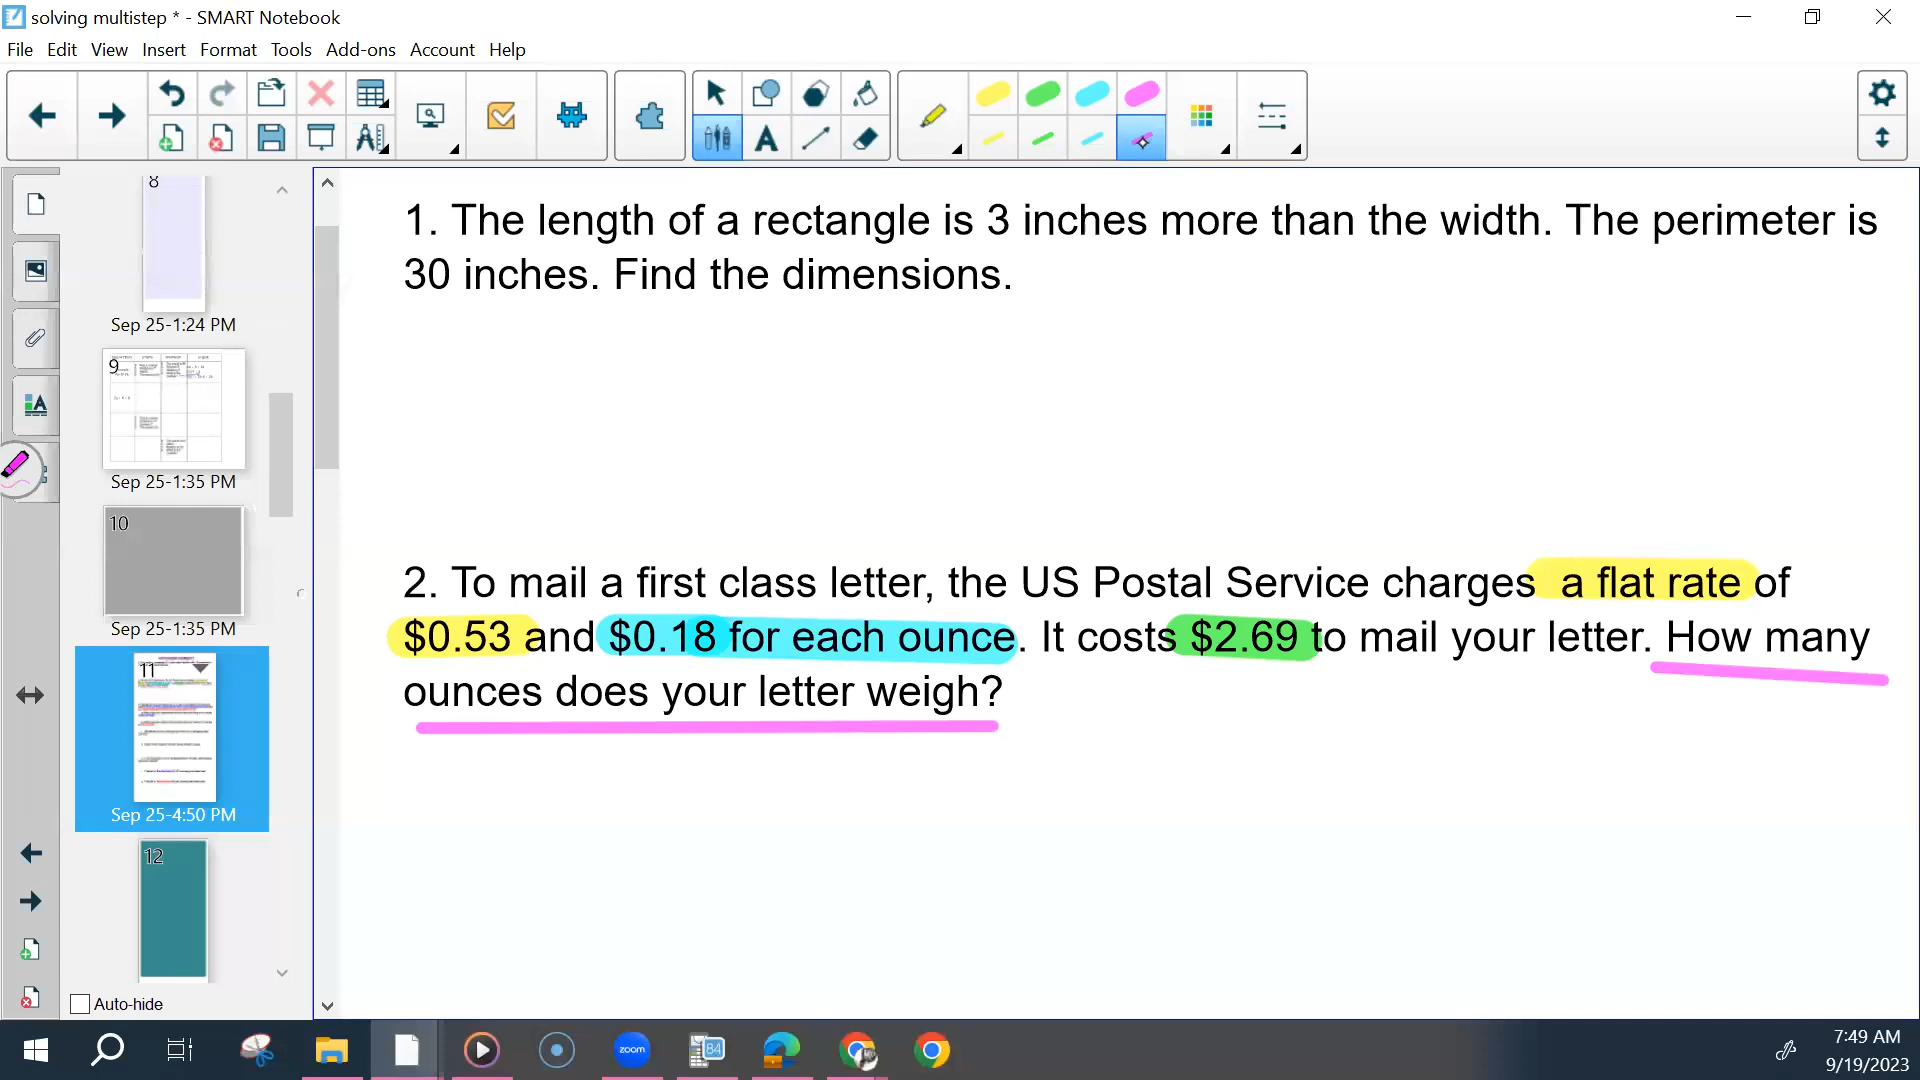 solving multistep * - SMART Notebook
File Edit View Insert Format Tools Add-ons Account Help
8
Sep 25-1:24 PM
9
Sep 25-1:35 PM
10
Sep 25-1:35 PM
11
Sep 25-4:50 PM
12
Auto-hide
1. The length of a rectangle is 3 inches more than the width. The perimeter is
30 inches. Find the dimensions.
2. To mail a first class letter, the US Postal Service charges a flat rate of
$0.53 and $0.18 for each ounce. It costs $2.69 to mail your letter. How many
ounces does your letter weigh?
zoom
84
7:49 AM
9/19/2023